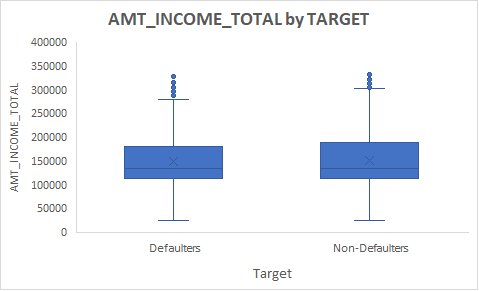 AMT_INCOME_TOTAL by TARGET
400000
350000
300000
250000
200000
150000
100000
50000
0
AMT_INCOME_TOTAL
Defaulters Non-Defaulters
Target